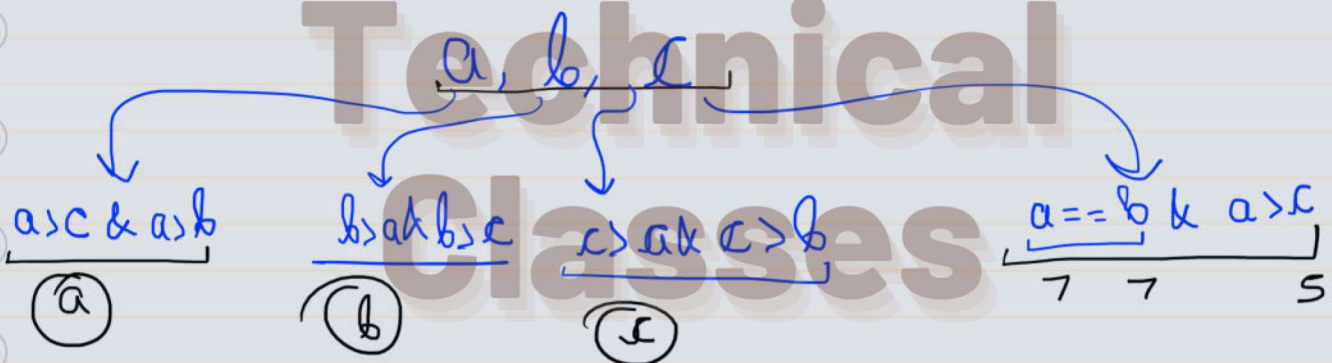 Technical
a, b, c
Classes
a>c & a>b b>a & b>c c>a & c>b a==b & a>c
a b c 7 7 5